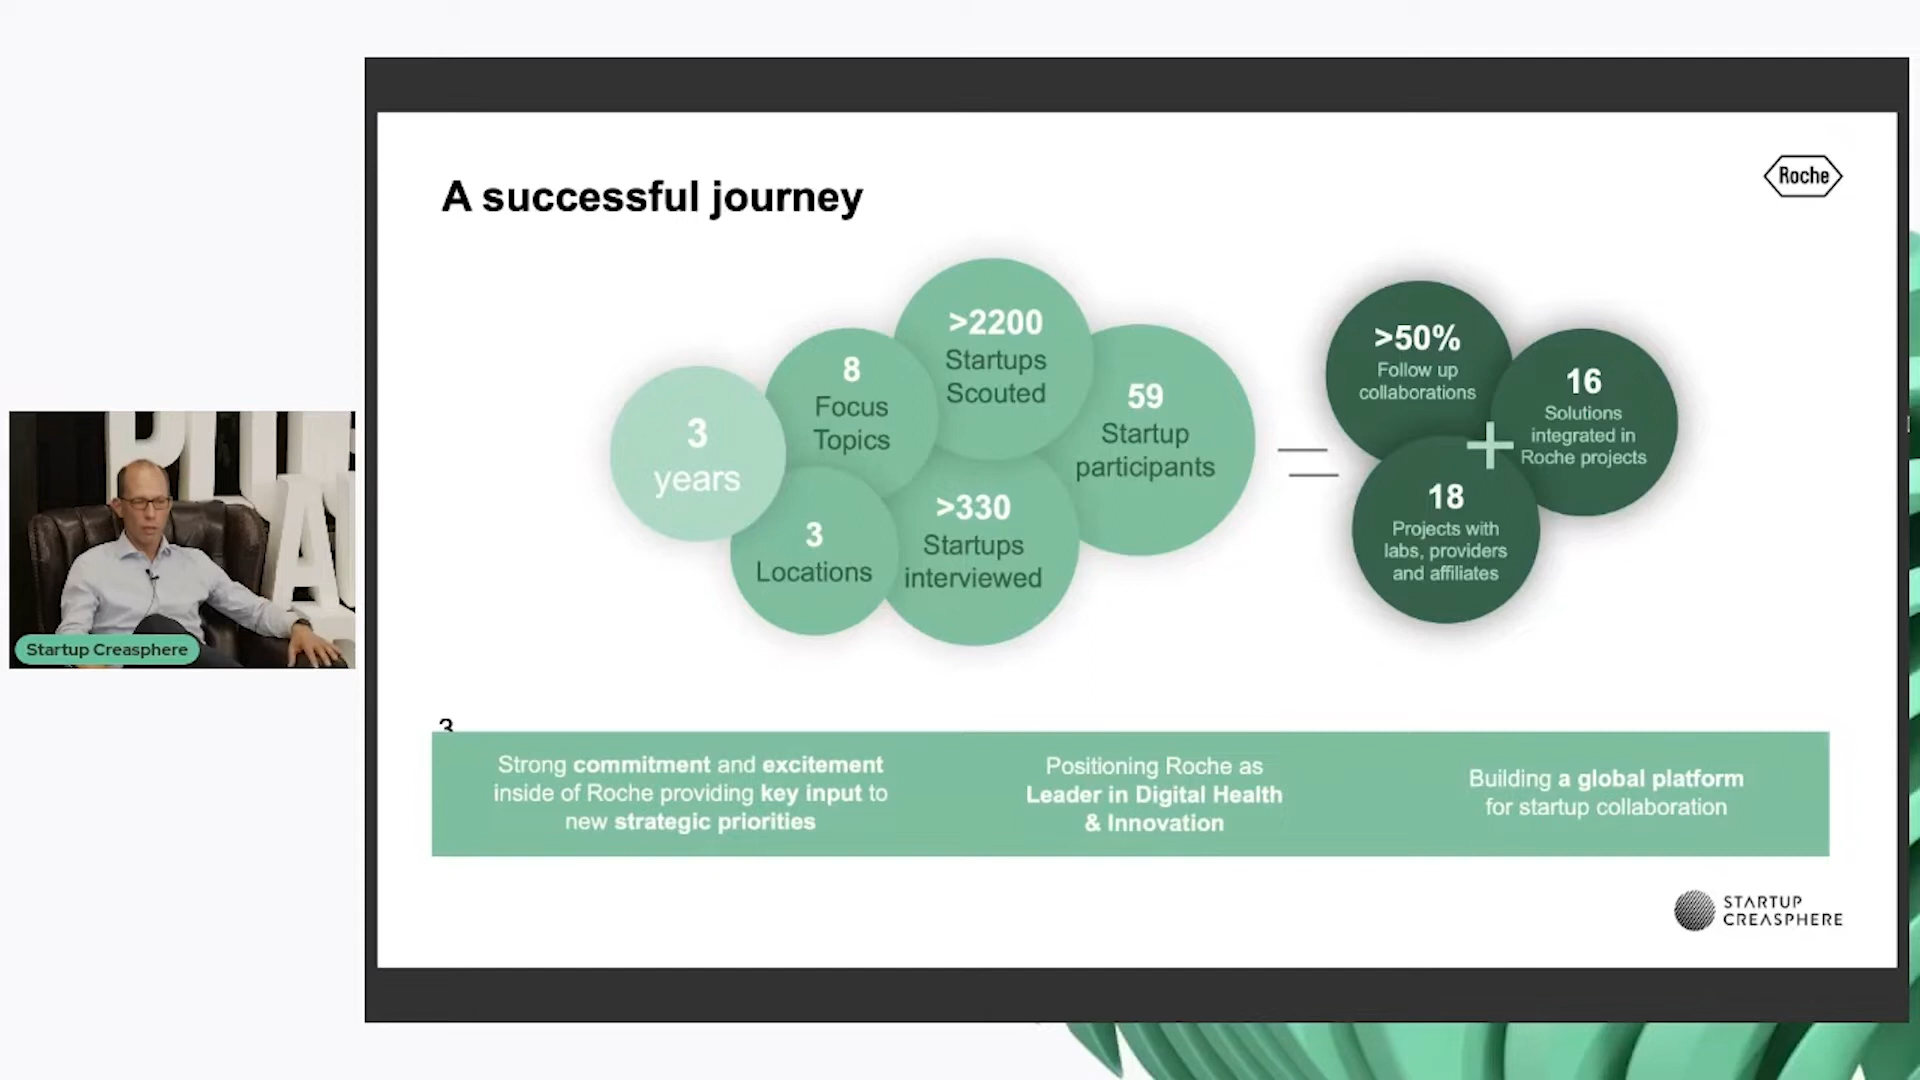 A successful journey
Roche
3
years
8
Focus
Topics
>2200
Startups
Scouted
59
Startup
participants
3
Locations
>330
Startups
interviewed
>50%
Follow up
collaborations
16
Solutions
integrated in
Roche projects
+
18
Projects with
labs, providers
and affiliates
Startup Creasphere
3
Strong commitment and excitement
inside of Roche providing key input to
new strategic priorities
Positioning Roche as
Leader in Digital Health
& Innovation
Building a global platform
for startup collaboration
STARTUP
CREASPHERE